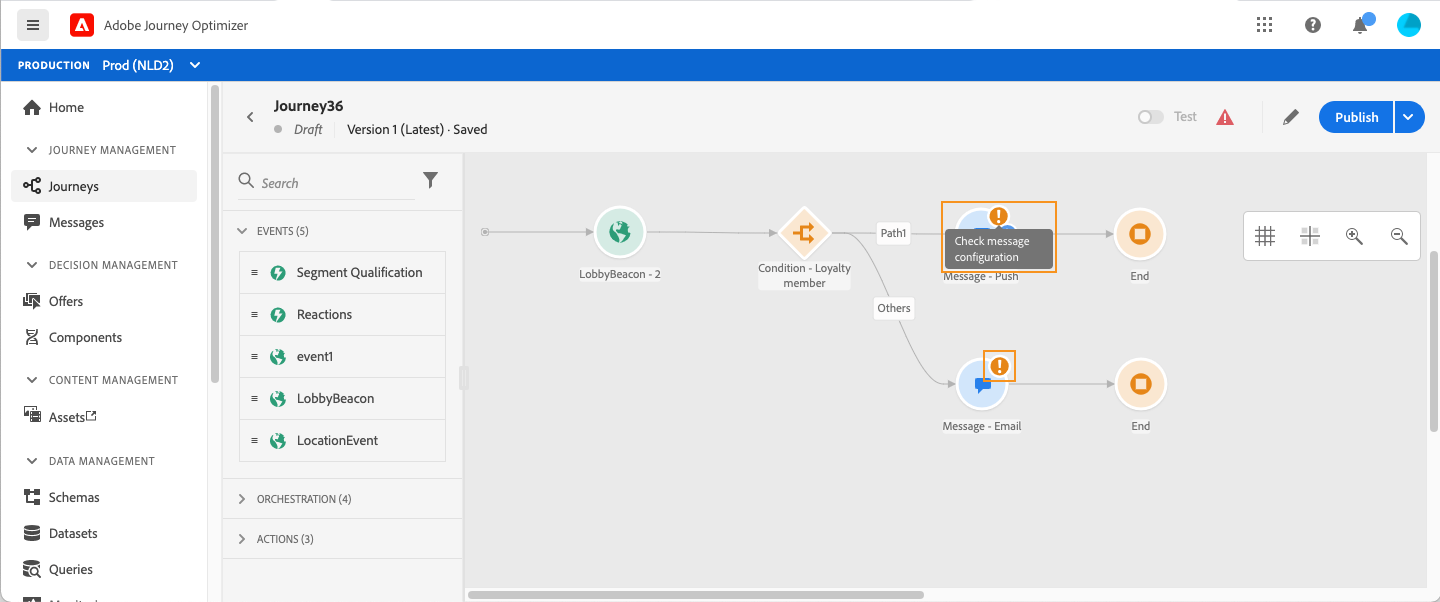 Adobe Journey Optimizer
PRODUCTION Prod (NLD2)
Home
JOURNEY MANAGEMENT
Journeys
Messages
DECISION MANAGEMENT
Offers
Components
CONTENT MANAGEMENT
Assets
DATA MANAGEMENT
Schemas
Datasets
Queries
Journey36
Draft Version 1 (Latest) · Saved
Test
Publish
Search
EVENTS (5)
Segment Qualification
Reactions
event1
LobbyBeacon
LocationEvent
ORCHESTRATION (4)
ACTIONS (3)
LobbyBeacon - 2
Condition - Loyalty
member
Path1
Others
Check message
configuration
Message - Push
End
Message - Email
End